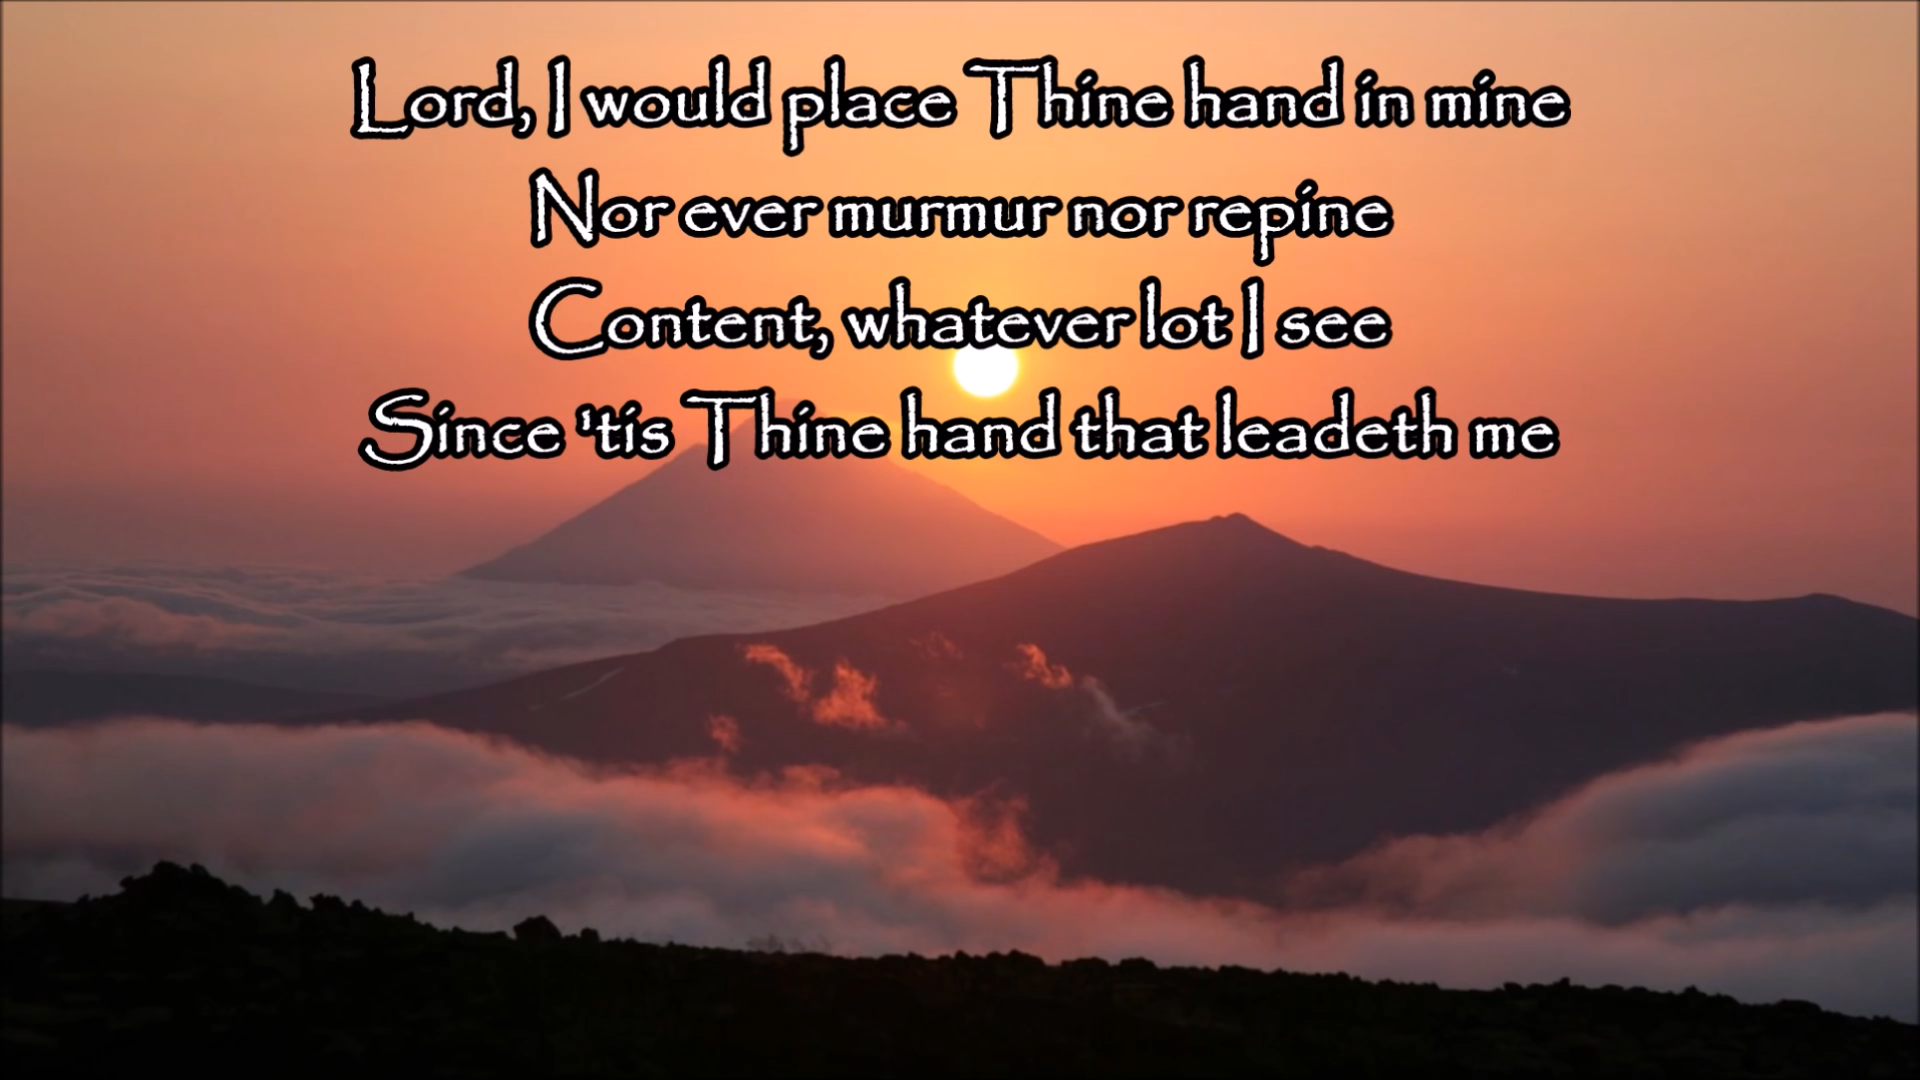 Lord, I would place Thine hand in mine
Nor ever murmur nor repine
Content, whatever lot I see
Since 'tis Thine hand that leadeth me